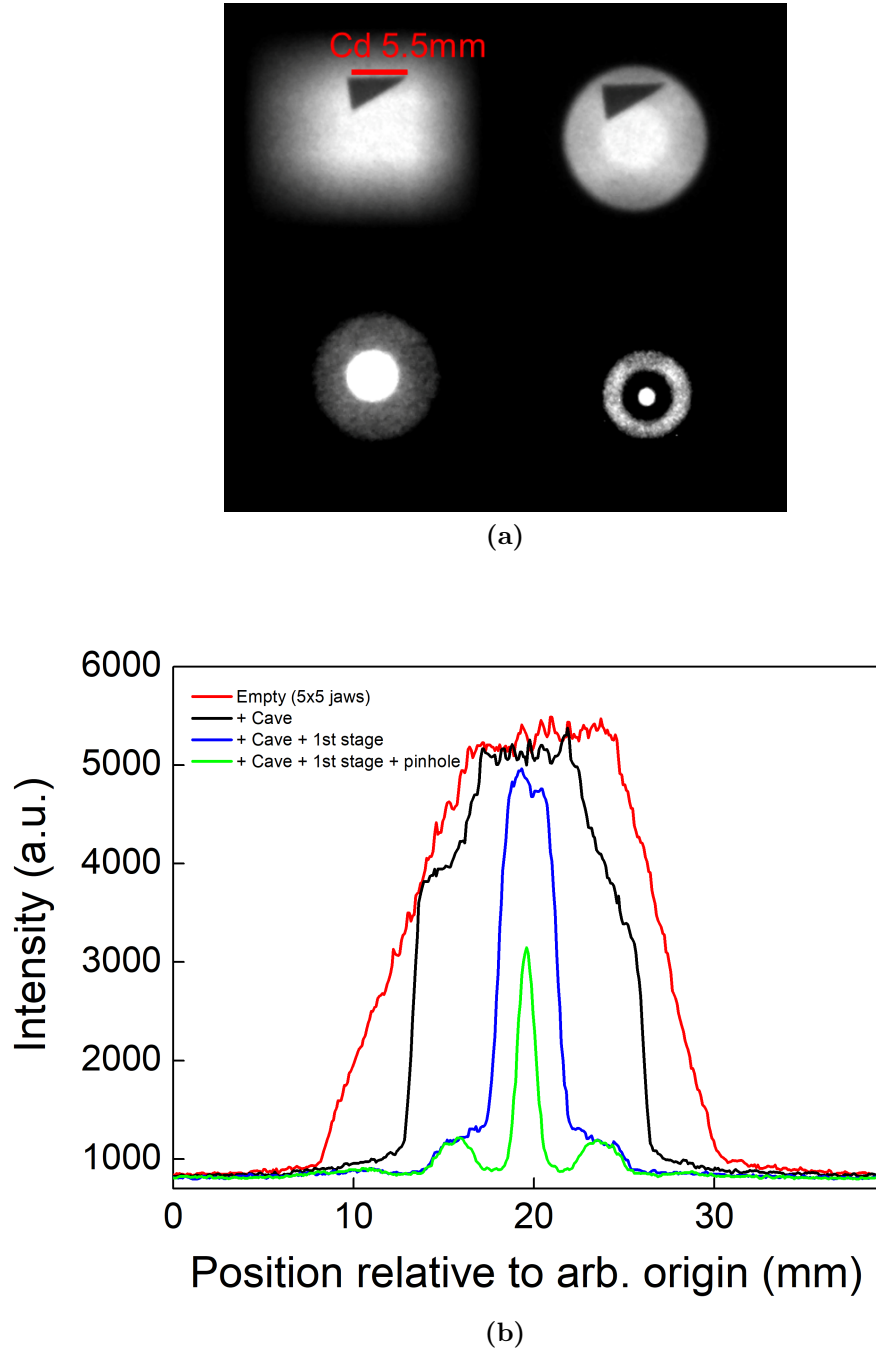 Cd 5.5mm
(a)
6000
5000
4000
3000
2000
1000
Intensity (a.u.)
Empty (5x5 jaws)
+ Cave
+ Cave + 1st stage
+ Cave + 1st stage + pinhole
0 10 20 30
Position relative to arb. origin (mm)
(b)